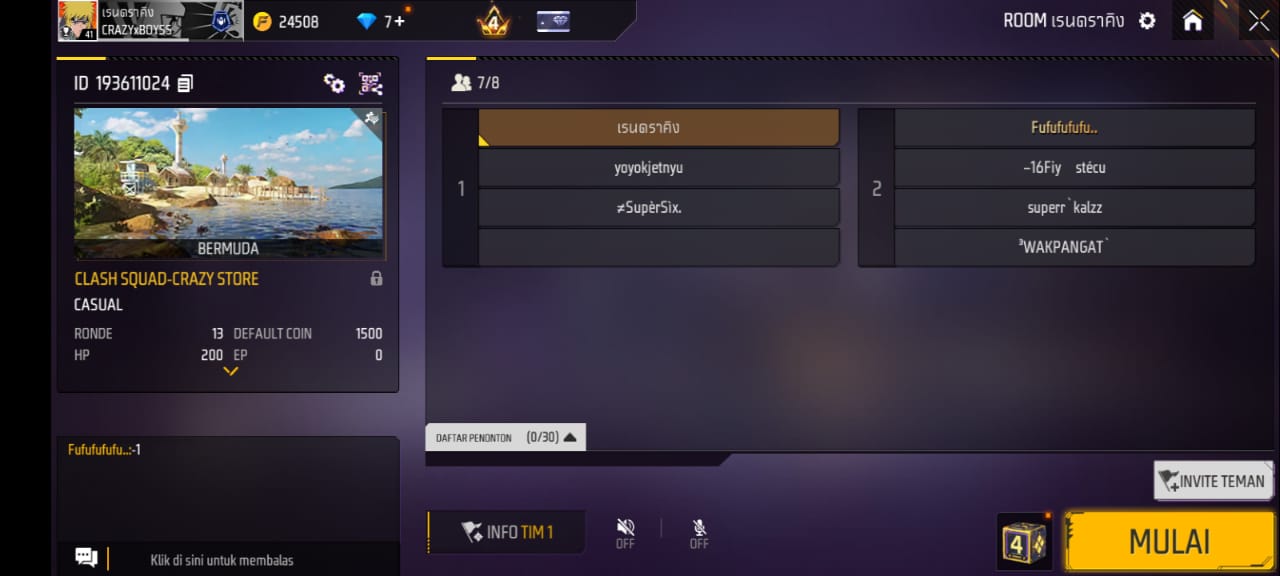 เรนดราคิง
CRAZYxBOYSS
41
24508
7+
4
ROOM เรนดราคิง
ID 193611024
BERMUDA
CLASH SQUAD-CRAZY STORE
CASUAL
RONDE 13 DEFAULT COIN 1500
HP 200 EP 0
7/8
1
เรนดราคิง
yoyokjetnyu
≠SupèrSix.
2
Fufufufufu..
-16Fiy stécu
superr`kalzz
³WAKPANGAT`
DAFTAR PENONTON (0/30)
Fufufufufu..:-1
Klik di sini untuk membalas
INFO TIM 1
OFF
OFF
INVITE TEMAN
4
MULAI